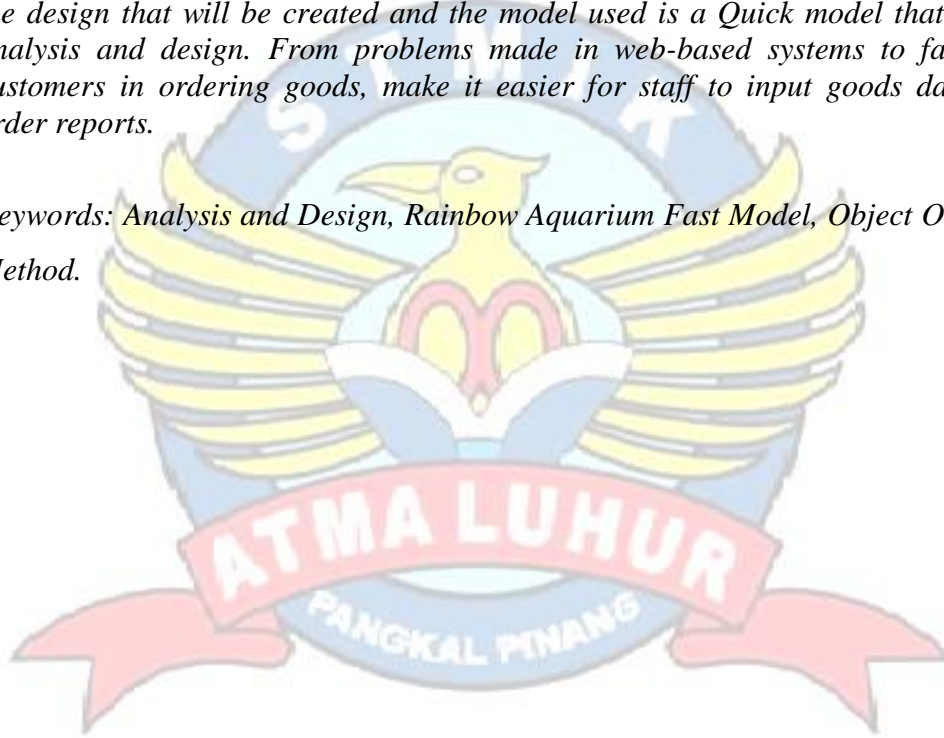 he design that will be created and the model used is a Quick model that
nalysis and design. From problems made in web-based systems to fa
ustomers in ordering goods, make it easier for staff to input goods da
rder reports.
STMIK
eywords: Analysis and Design, Rainbow Aquarium Fast Model, Object O
Method.
ATMA LUHUR
PANGKAL PINANG